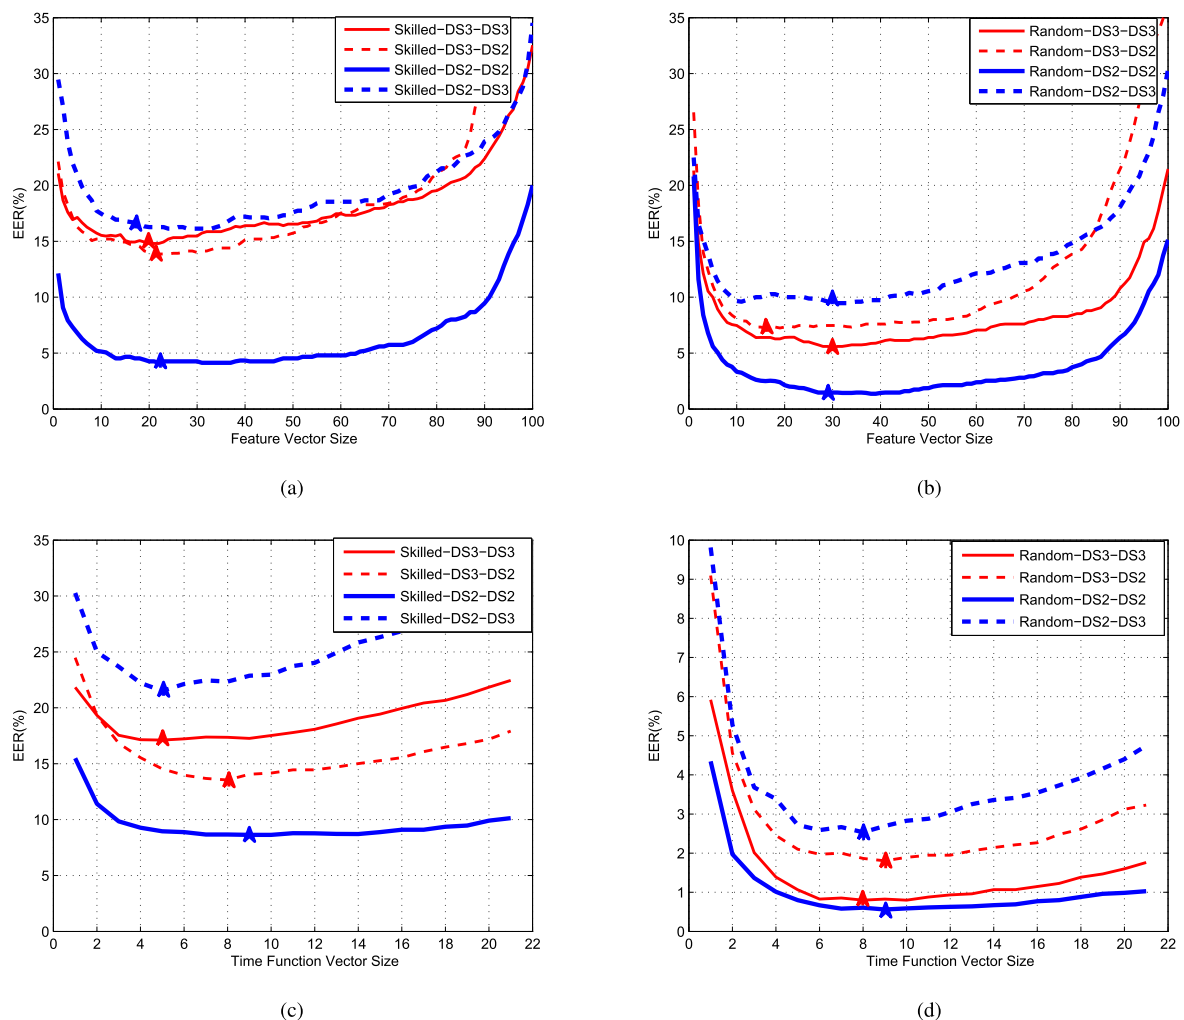 35
30
25
20
15
10
5
0
EER(%)
0 10 20 30 40 50 60 70 80 90 100
Feature Vector Size
Skilled-DS3-DS3
Skilled-DS3-DS2
Skilled-DS2-DS2
Skilled-DS2-DS3
(a)
35
30
25
20
15
10
5
0
EER(%)
0 10 20 30 40 50 60 70 80 90 100
Feature Vector Size
Random-DS3-DS3
Random-DS3-DS2
Random-DS2-DS2
Random-DS2-DS3
(b)
35
30
25
20
15
10
5
0
EER(%)
0 2 4 6 8 10 12 14 16 18 20 22
Time Function Vector Size
Skilled-DS3-DS3
Skilled-DS3-DS2
Skilled-DS2-DS2
Skilled-DS2-DS3
(c)
10
9
8
7
6
5
4
3
2
1
0
EER(%)
0 2 4 6 8 10 12 14 16 18 20 22
Time Function Vector Size
Random-DS3-DS3
Random-DS3-DS2
Random-DS2-DS2
Random-DS2-DS3
(d)